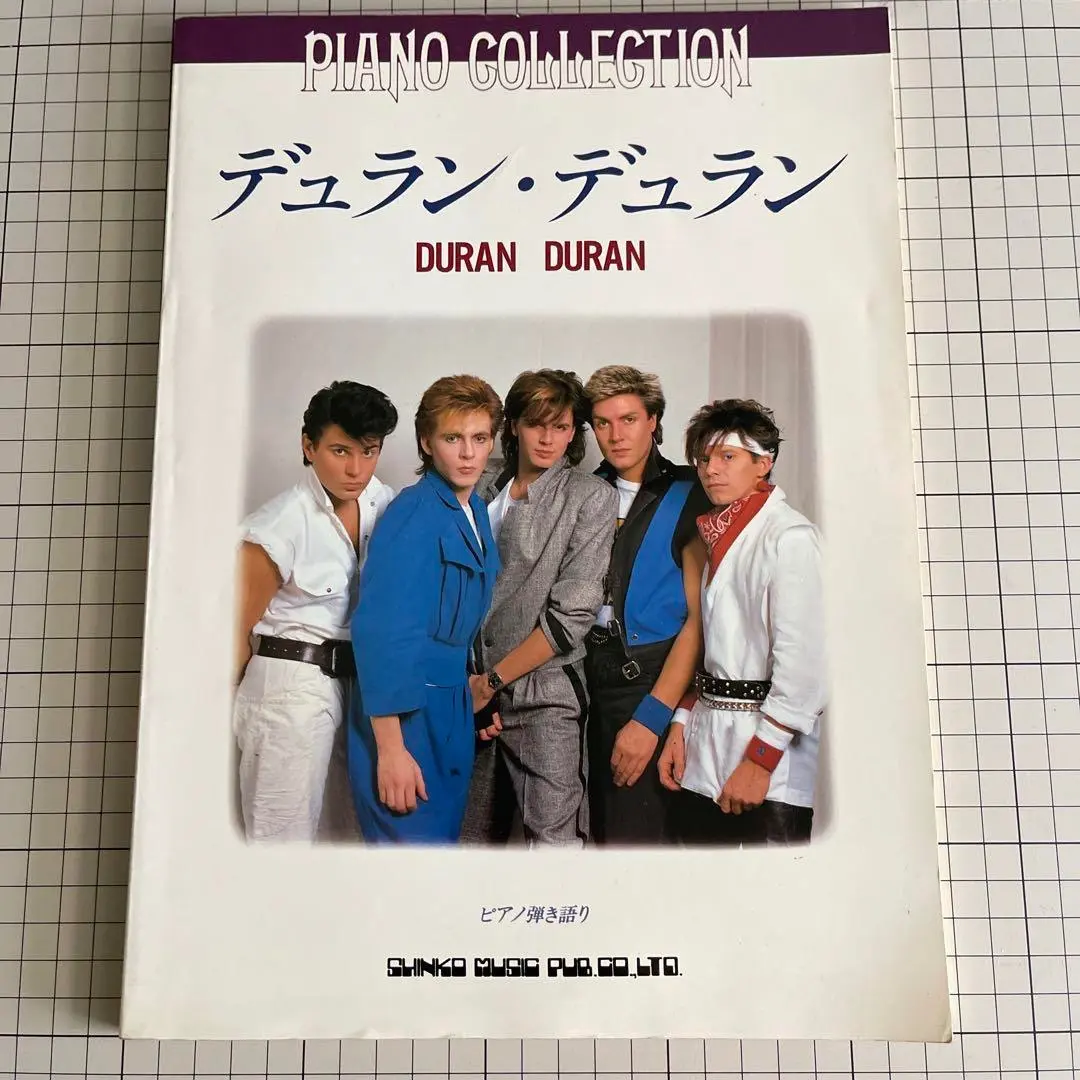 PIANO COLLECTION
デュラン・デュラン
DURAN DURAN
ピアノ弾き語り
SHINKO MUSIC PUB.CO.,LTD.